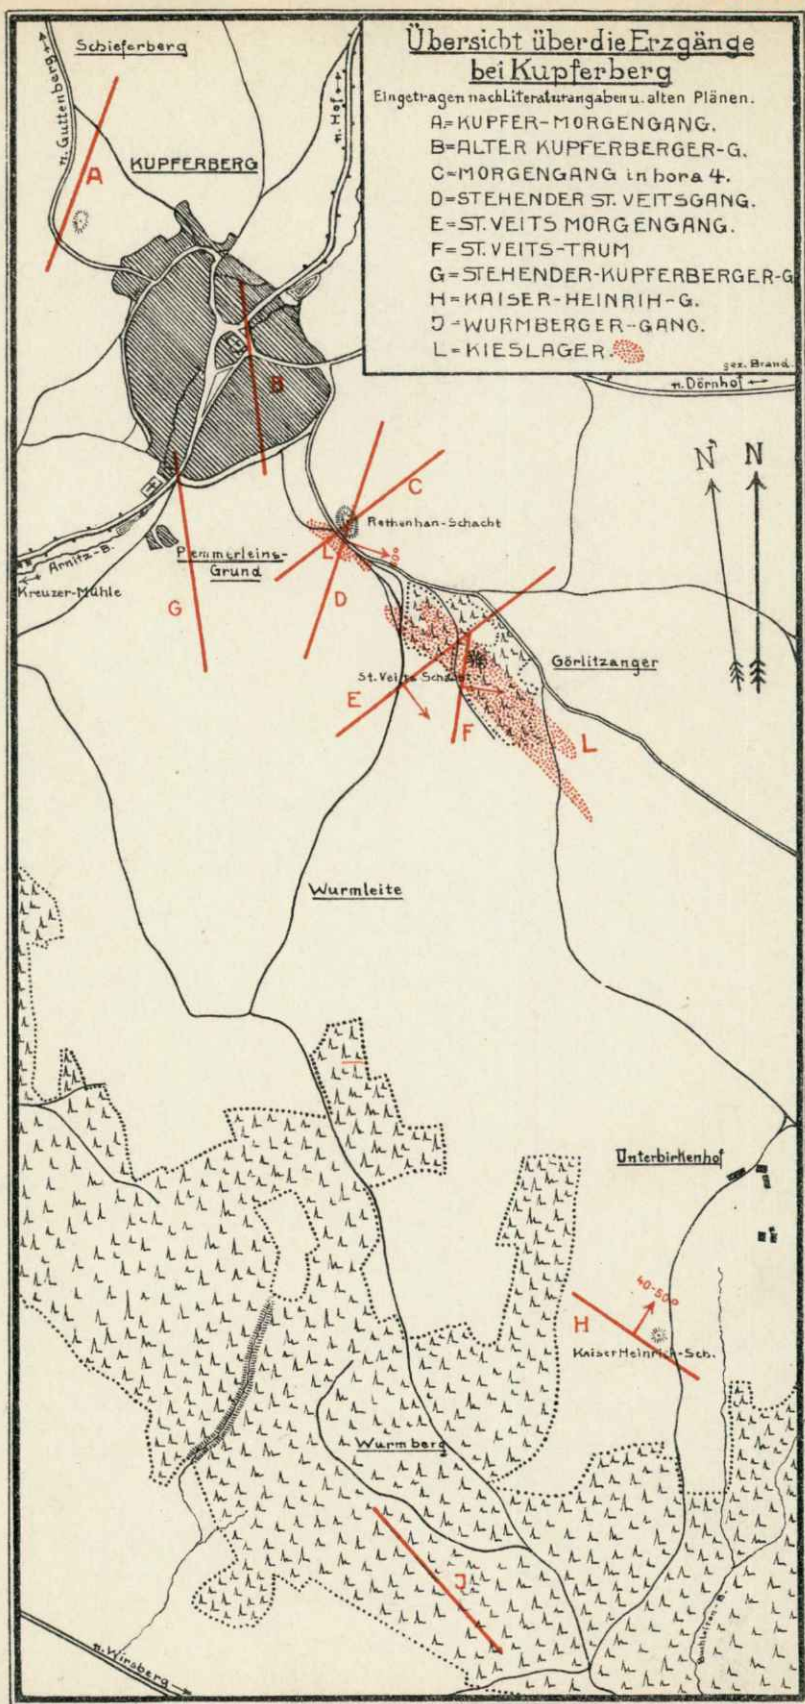 Übersicht über die Erzgänge
bei Kupferberg
Eingetragen nach Literaturangaben u. alten Plänen.
A=KUPFER-MORGENGANG.
B=ALTER KUPFERBERGER-G.
C=MORGENGANG in hora 4.
D=STEHENDER ST. VEITSGANG.
E=ST. VEITS MORGENGANG.
F=ST. VEITS-TRUM
G=STEHENDER-KUPFERBERGER-G
H=KAISER-HEINRIH-G.
J=WURMBERGER-GANG.
L=KIESLAGER.
gez. Brand.
Schieferberg
n. Guttenberg
n. Hof
KUPFERBERG
A
B
n. Dörnhof
N
N
C
Rothenhan-Schacht
L
D
Arnitz-B.
Kreuzer-Mühle
Plemmerleins-
Grund
G
Görlitzanger
St. Veits Schacht
E
F
L
Wurmleite
Unterbirkenhof
40-50°
H
Kaiser Heinrich-Sch.
Wurmberg
J
n. Wirsberg